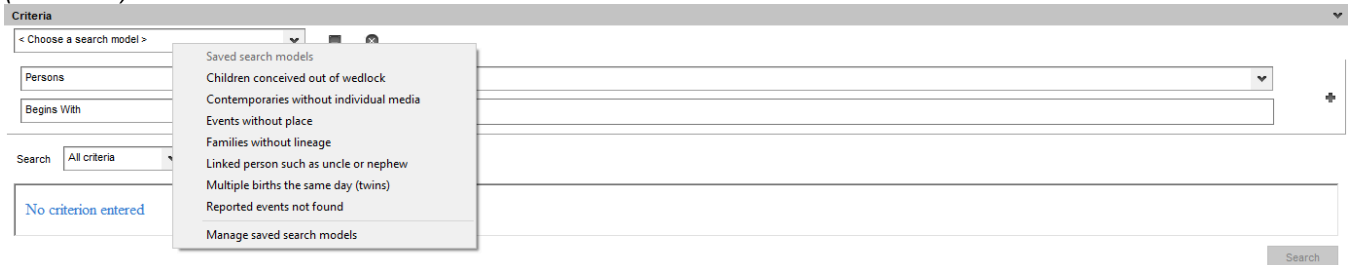 Criteria
< Choose a search model >
Saved search models
Children conceived out of wedlock
Contemporaries without individual media
Events without place
Families without lineage
Linked person such as uncle or nephew
Multiple births the same day (twins)
Reported events not found
Manage saved search models
Persons
Begins With
Search All criteria
No criterion entered
Search